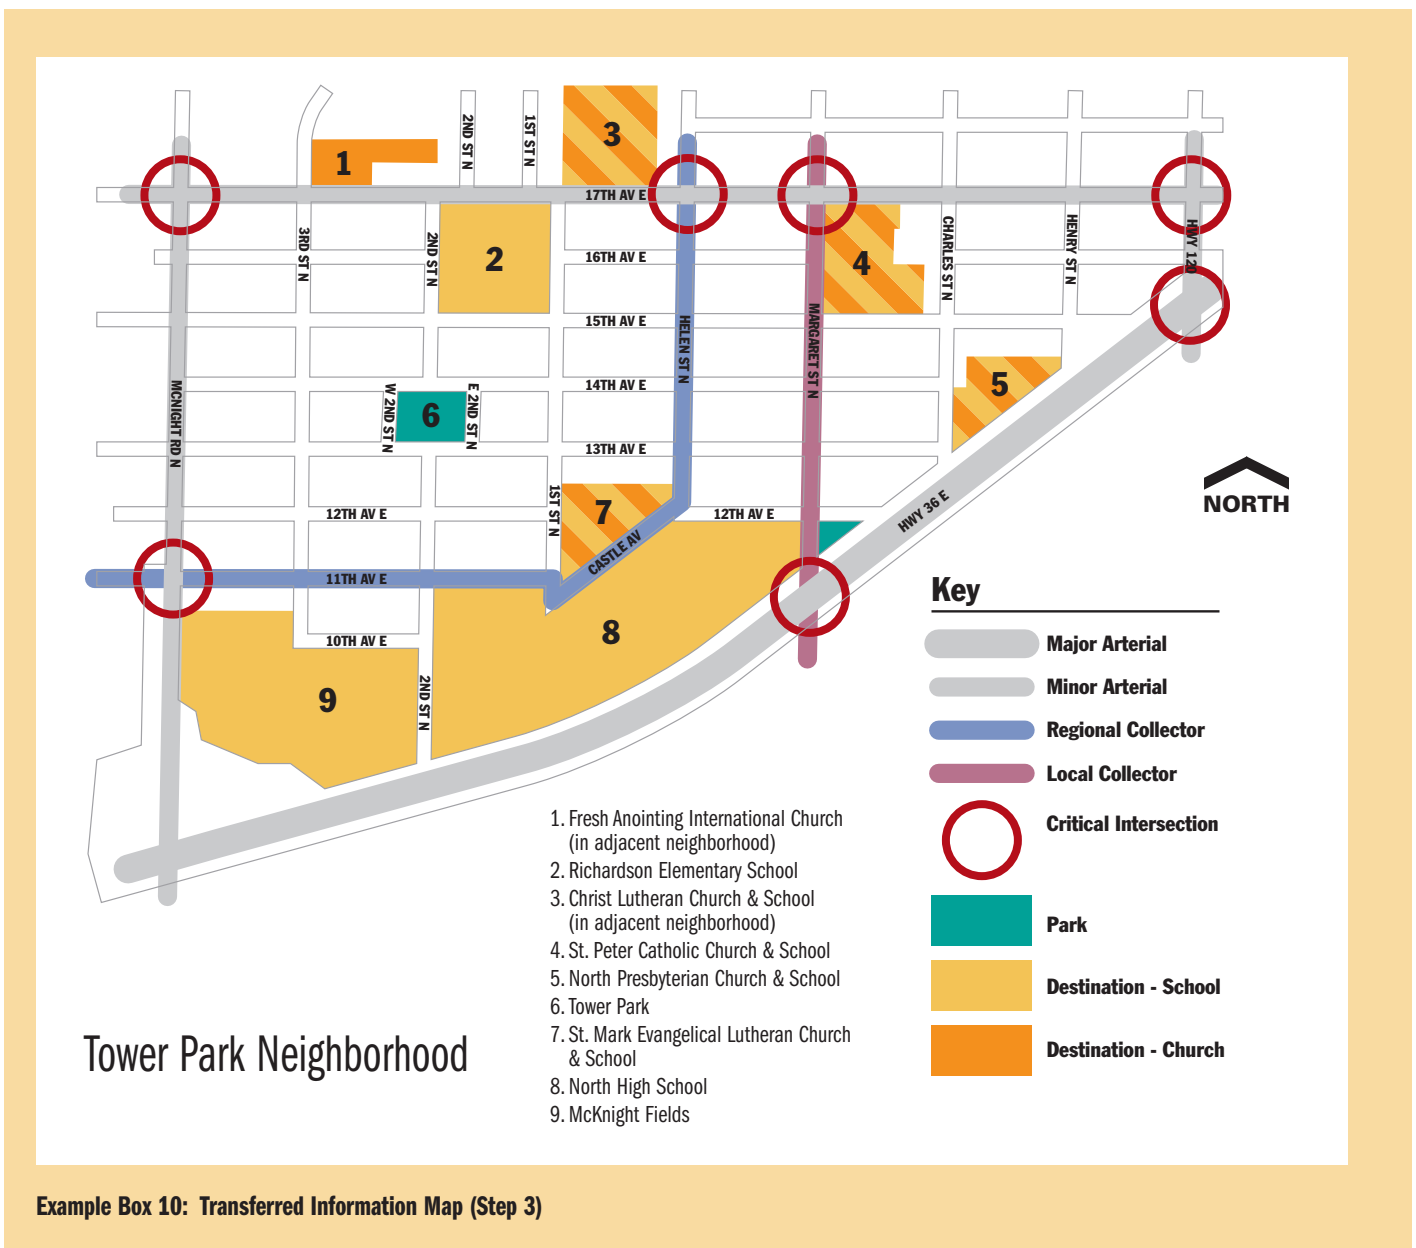 2ND ST N
1ST ST N
3
1
17TH AV E
3RD ST N
2ND ST N
2
16TH AV E
4
CHARLES ST N
HENRY ST N
HWY 120
15TH AV E
HELEN ST N
MARGARET ST N
MCNIGHT RD N
W 2ND ST N
6
E 2ND ST N
14TH AV E
5
13TH AV E
1ST ST N
7
12TH AV E
12TH AV E
HWY 36 E
NORTH
CASTLE AV
11TH AV E
8
10TH AV E
9
2ND ST N
Key
Major Arterial
Minor Arterial
Regional Collector
Local Collector
Critical Intersection
Park
Destination - School
Destination - Church
1. Fresh Anointing International Church
(in adjacent neighborhood)
2. Richardson Elementary School
3. Christ Lutheran Church & School
(in adjacent neighborhood)
4. St. Peter Catholic Church & School
5. North Presbyterian Church & School
6. Tower Park
7. St. Mark Evangelical Lutheran Church
& School
8. North High School
9. McKnight Fields
Tower Park Neighborhood
Example Box 10: Transferred Information Map (Step 3)